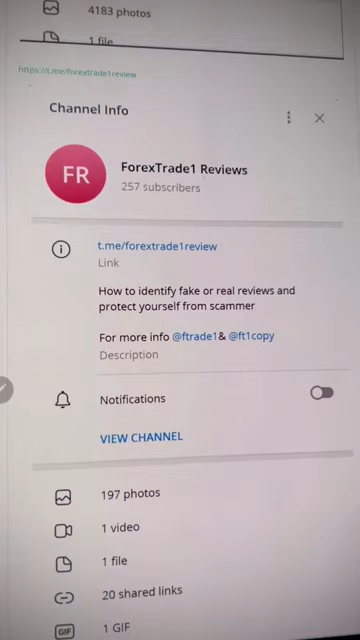 4183 photos
1 file
https://t.me/forextrade1review
Channel Info
FR
ForexTrade1 Reviews
257 subscribers
t.me/forextrade1review
Link
How to identify fake or real reviews and
protect yourself from scammer
For more info @ftrade1& @ft1copy
Description
Notifications
VIEW CHANNEL
197 photos
1 video
1 file
20 shared links
GIF
1 GIF